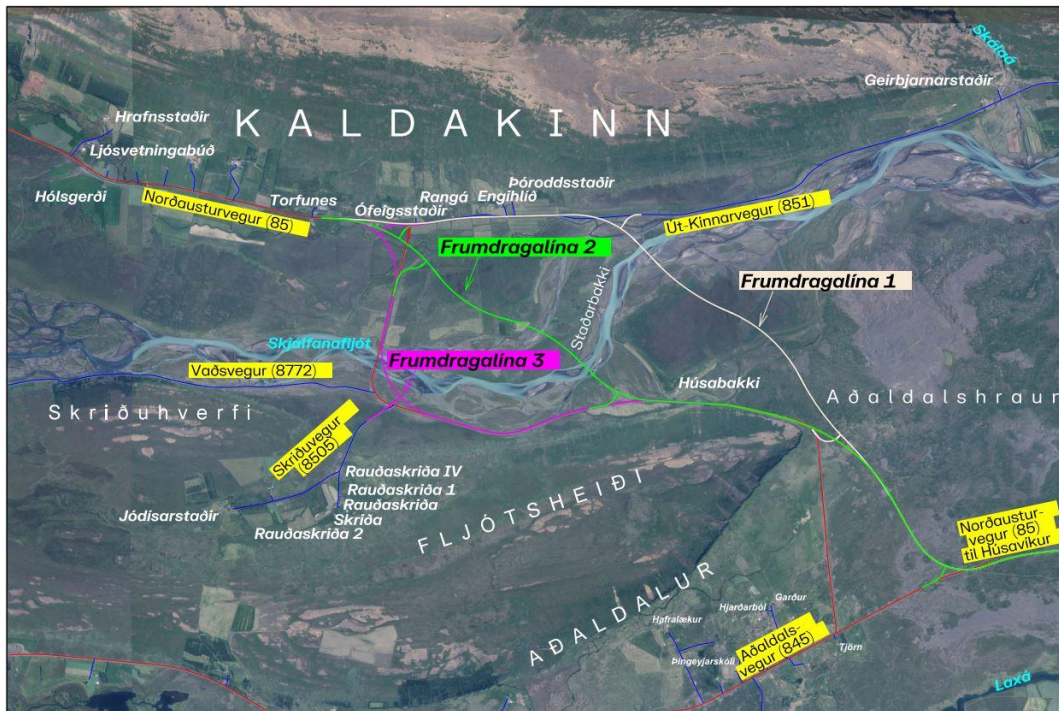 Skálaá
Geirbjarnarstaðir
Hrafnsstaðir
KALDAKINN
Ljósvetningabúð
Hólsgerði
Norðausturvegur (85)
Torfunes
Ófeigsstaðir
Rangá
Engihlíð
Þóroddsstaðir
Út-Kinnarvegur (851)
Frumdragalína 2
Frumdragalína 1
Staðarbakki
Skjálfanafljót
Frumdragalína 3
Vaðsvegur (8772)
Skriðuhverfi
Húsabakki
Aðaldalshraun
Skriðuvegur
(8505)
Rauðaskriða IV
Rauðaskriða 1
Rauðaskriða
Skriða
Jódísarstaðir
Rauðaskriða 2
FLJÓTSHEIÐI
Norðaustur-
vegur (85)
til Húsavíkur
AÐALDALUR
Garður
Hjarðarból
Hafralækur
Þingeyjarskóli
Aðaldals-
vegur (845)
Tjörn
Laxá